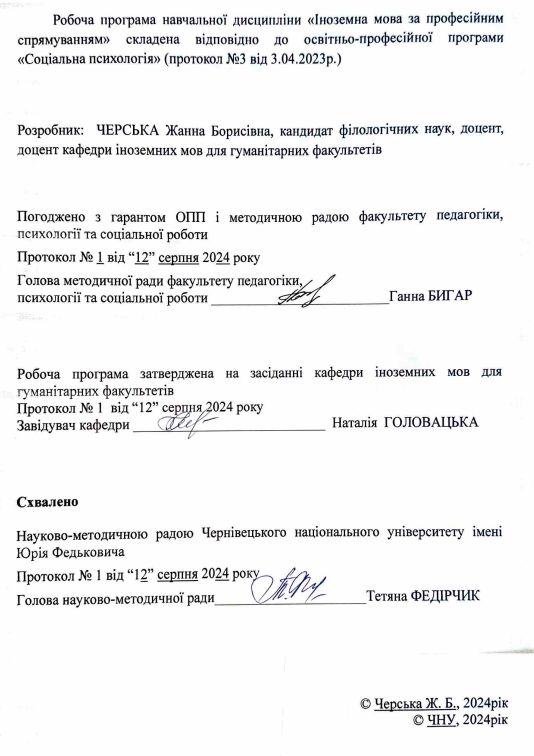 Робоча програма навчальної дисципліни «Іноземна мова за професійним
спрямуванням» складена відповідно до освітньо-професійної програми
«Соціальна психологія» (протокол №3 від 3.04.2023р.)
Розробник: ЧЕРСЬКА Жанна Борисівна, кандидат філологічних наук, доцент,
доцент кафедри іноземних мов для гуманітарних факультетів
Погоджено з гарантом ОПП і методичною радою факультету педагогіки,
психології та соціальної роботи
Протокол № 1 від “12” серпня 2024 року
Голова методичної ради факультету педагогіки,
психології та соціальної роботи Ганна БИГАР
Робоча програма затверджена на засіданні кафедри іноземних мов для
гуманітарних факультетів
Протокол № 1 від “12” серпня 2024 року
Завідувач кафедри Наталія ГОЛОВАЦЬКА
Схвалено
Науково-методичною радою Чернівецького національного університету імені
Юрія Федьковича
Протокол № 1 від “12” серпня 2024 року
Голова науково-методичної ради Тетяна ФЕДІРЧИК
© Черська Ж. Б., 2024рік
© ЧНУ, 2024рік